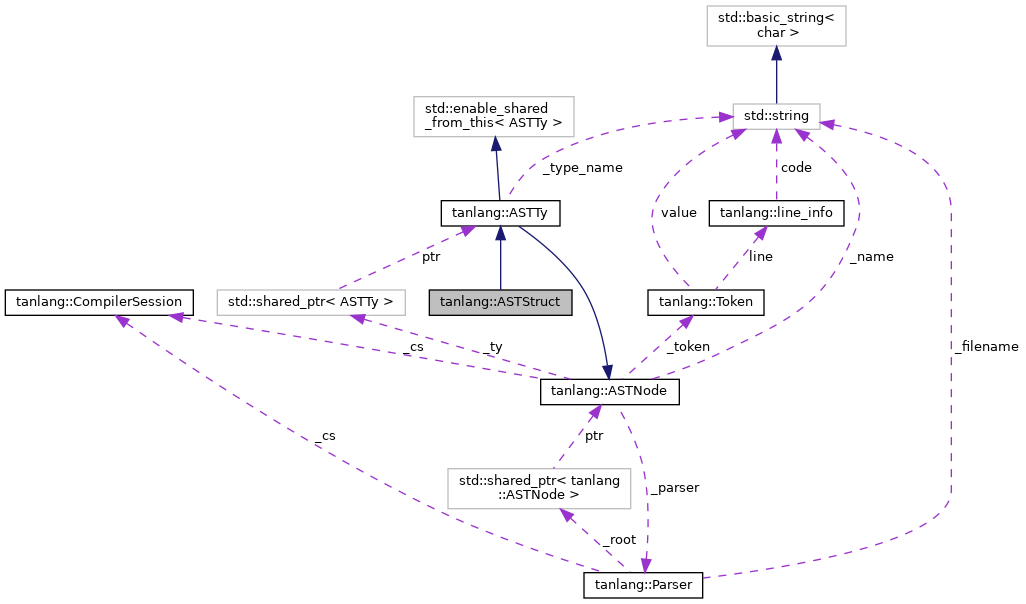 std::basic_string<
char >
std::enable_shared
_from_this< ASTTy >
std::string
_type_name
code
tanlang::ASTTy
value
tanlang::line_info
ptr
line
_name
tanlang::CompilerSession
std::shared_ptr< ASTTy >
tanlang::ASTStruct
tanlang::Token
_cs
_ty
_token
_filename
tanlang::ASTNode
_cs
ptr
std::shared_ptr< tanlang
::ASTNode >
_parser
_root
tanlang::Parser